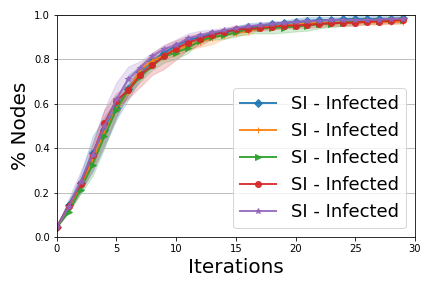 1.0
0.8
0.6
0.4
0.2
0.0
% Nodes
SI - Infected
SI - Infected
SI - Infected
SI - Infected
SI - Infected
0 5 10 15 20 25 30
Iterations